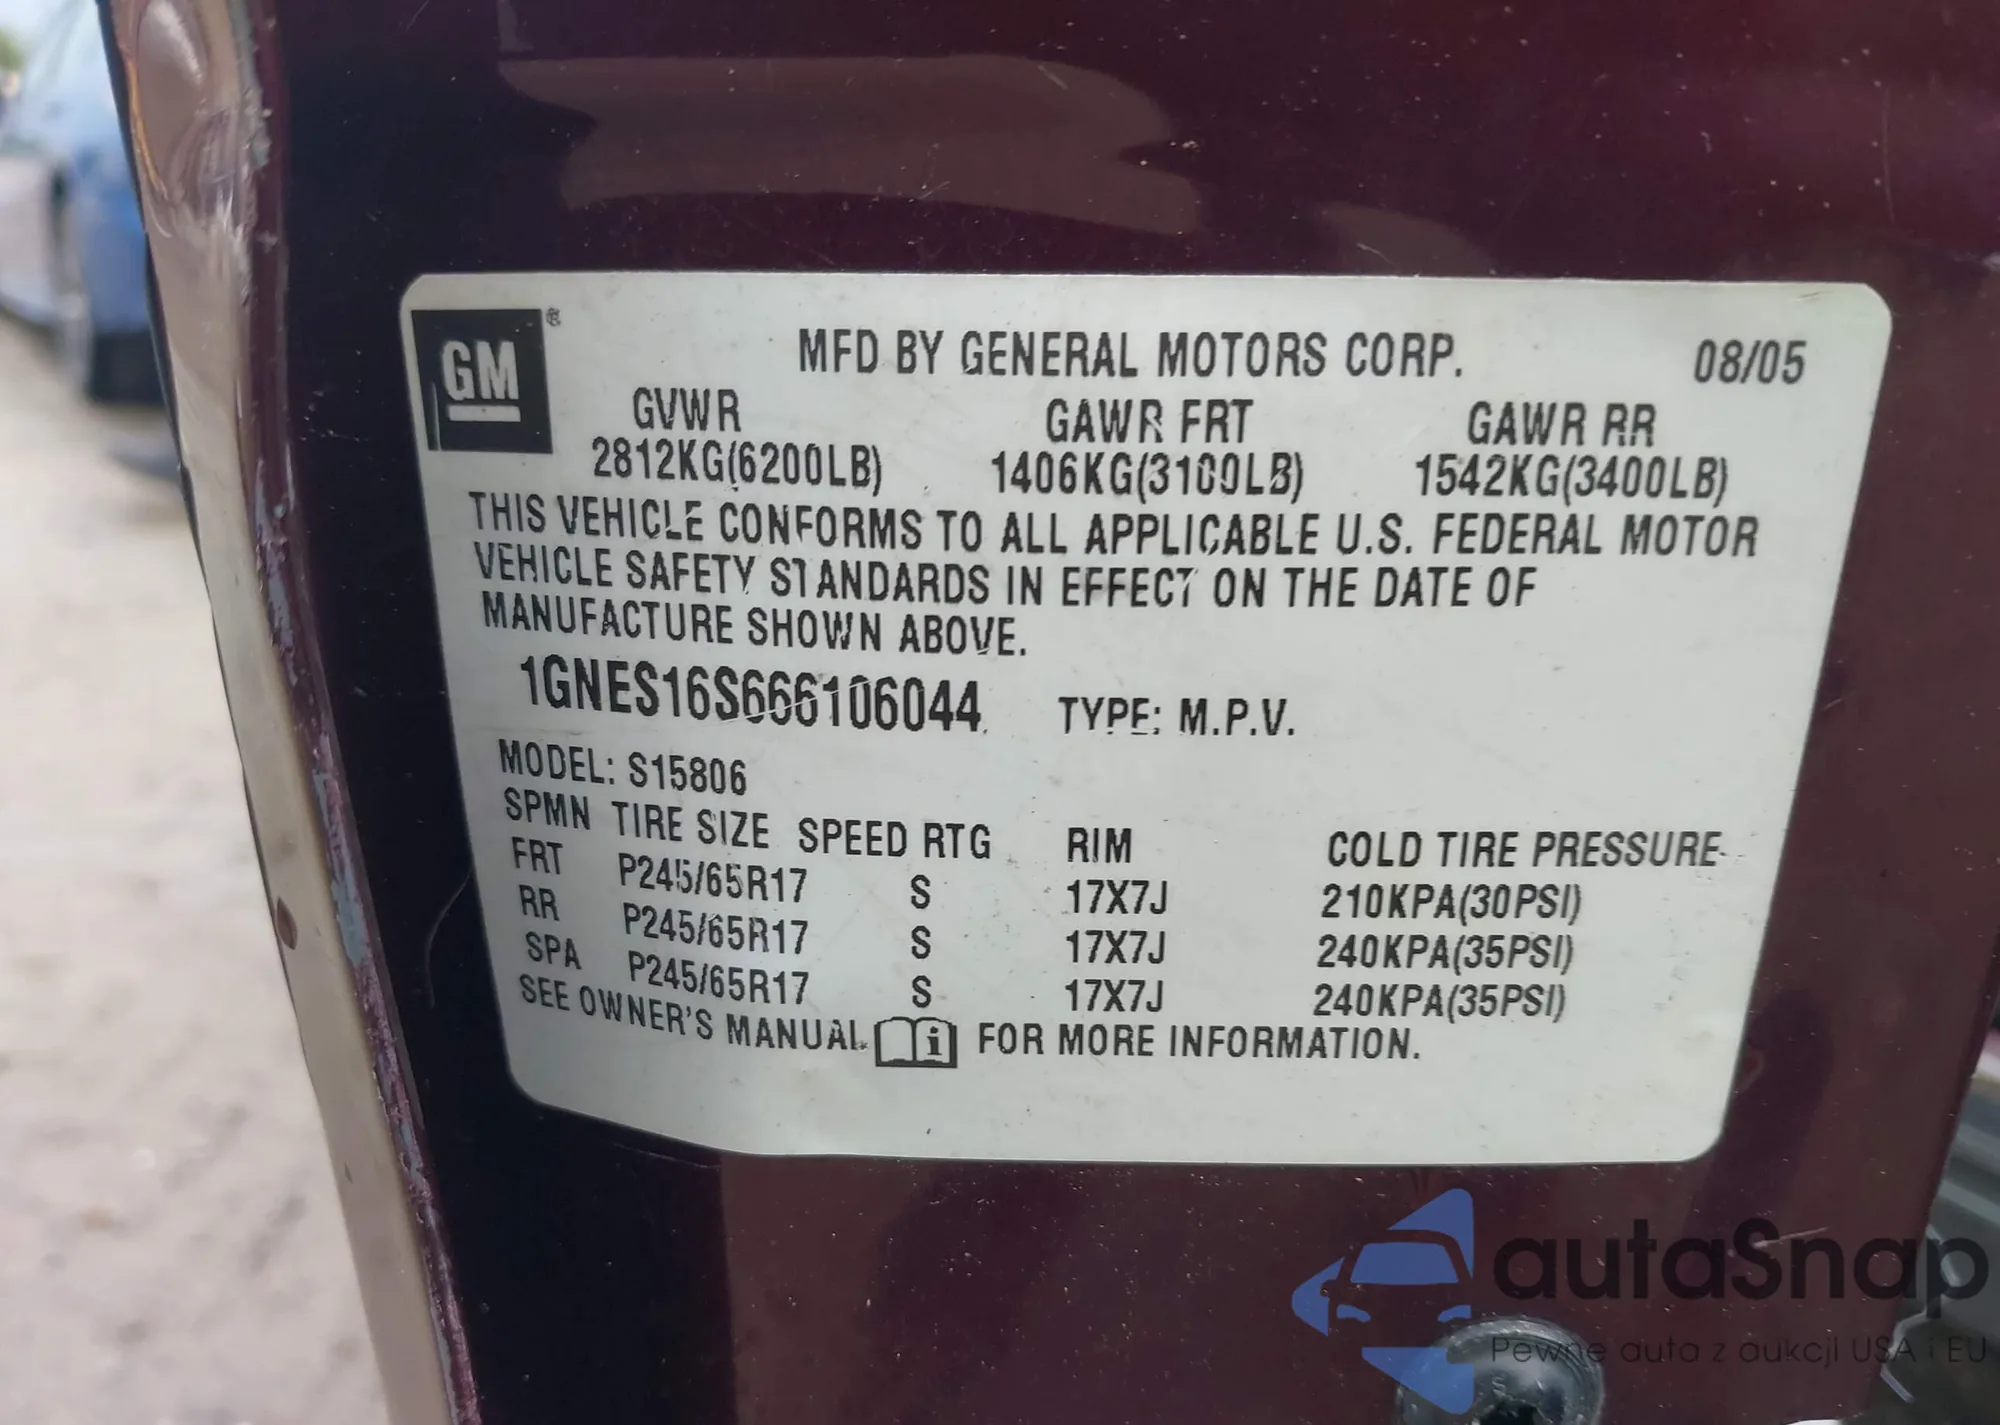 GM ®
MFD BY GENERAL MOTORS CORP. 08/05
GVWR GAWR FRT GAWR RR
2812KG(6200LB) 1406KG(3100LB) 1542KG(3400LB)
THIS VEHICLE CONFORMS TO ALL APPLICABLE U.S. FEDERAL MOTOR
VEHICLE SAFETY STANDARDS IN EFFECT ON THE DATE OF
MANUFACTURE SHOWN ABOVE.
1GNES16S666106044 TYPE: M.P.V.
MODEL: S15806
SPMN TIRE SIZE SPEED RTG RIM COLD TIRE PRESSURE
FRT P245/65R17 S 17X7J 210KPA(30PSI)
RR P245/65R17 S 17X7J 240KPA(35PSI)
SPA P245/65R17 S 17X7J 240KPA(35PSI)
SEE OWNER'S MANUAL i FOR MORE INFORMATION.
autaSnap
Pewne auta z aukcji USA i EU